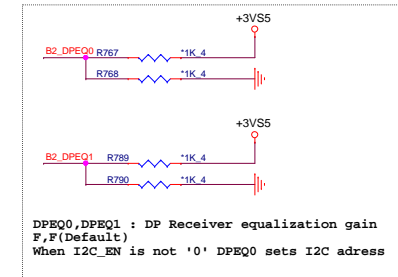 +3VS5
B2_DPEQ0 R767 *1K_4
R768 *1K_4
+3VS5
B2_DPEQ1 R789 *1K_4
R790 *1K_4
DPEQ0,DPEQ1 : DP Receiver equalization gain
F,F(Default)
When I2C_EN is not '0' DPEQ0 sets I2C adress